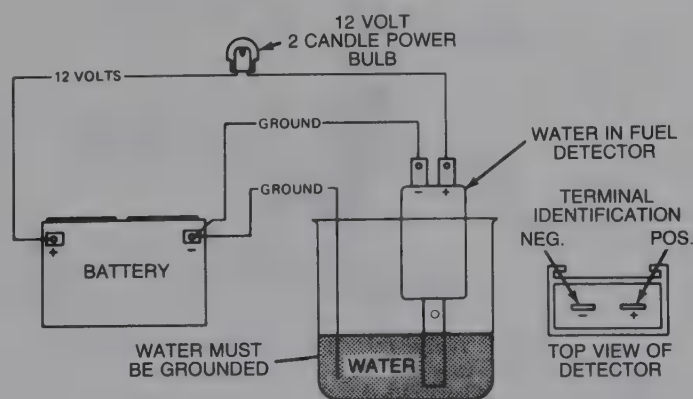 12 VOLT
2 CANDLE POWER
BULB
12 VOLTS
GROUND
GROUND
WATER IN FUEL
DETECTOR
TERMINAL
IDENTIFICATION
NEG.
POS.
- +
+ -
BATTERY
- +
WATER MUST
BE GROUNDED
WATER
TOP VIEW OF
DETECTOR